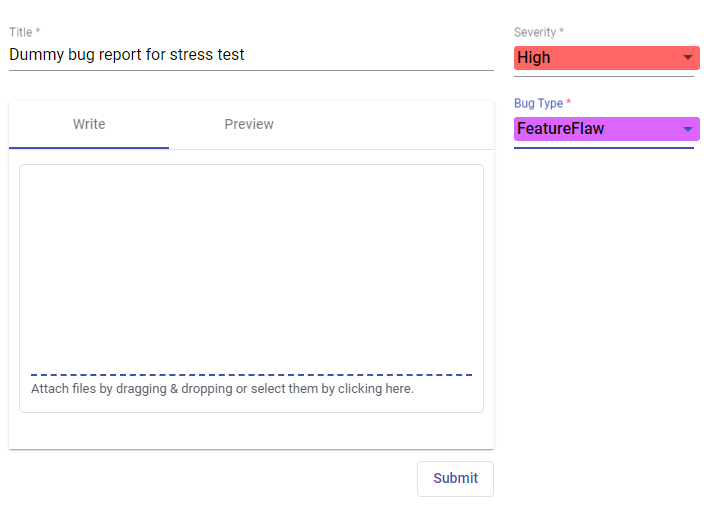 Title *
Dummy bug report for stress test
Severity *
High
Bug Type *
FeatureFlaw
Write
Preview
Attach files by dragging & dropping or select them by clicking here.
Submit